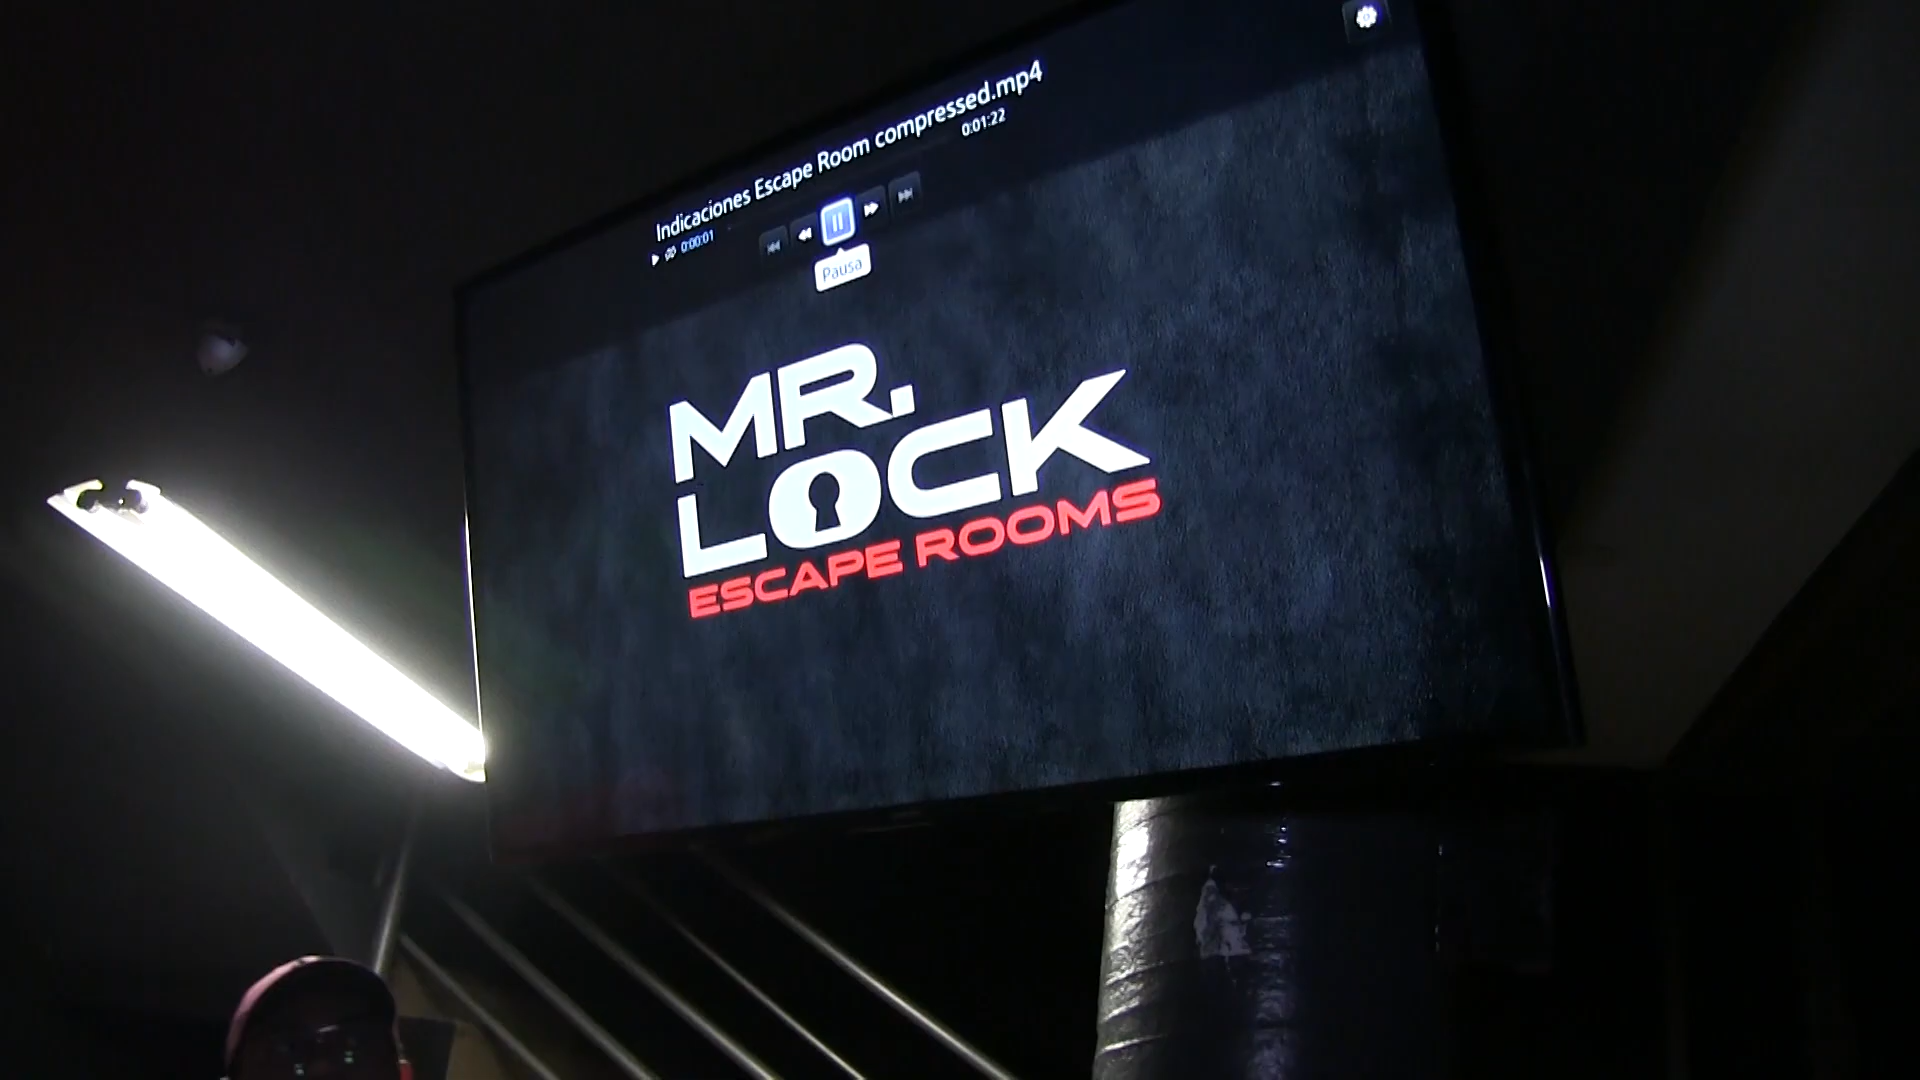 Indicaciones Escape Room compressed.mp4
0:00:01
0:01:22
Pausa
MR.
LOCK
ESCAPE ROOMS